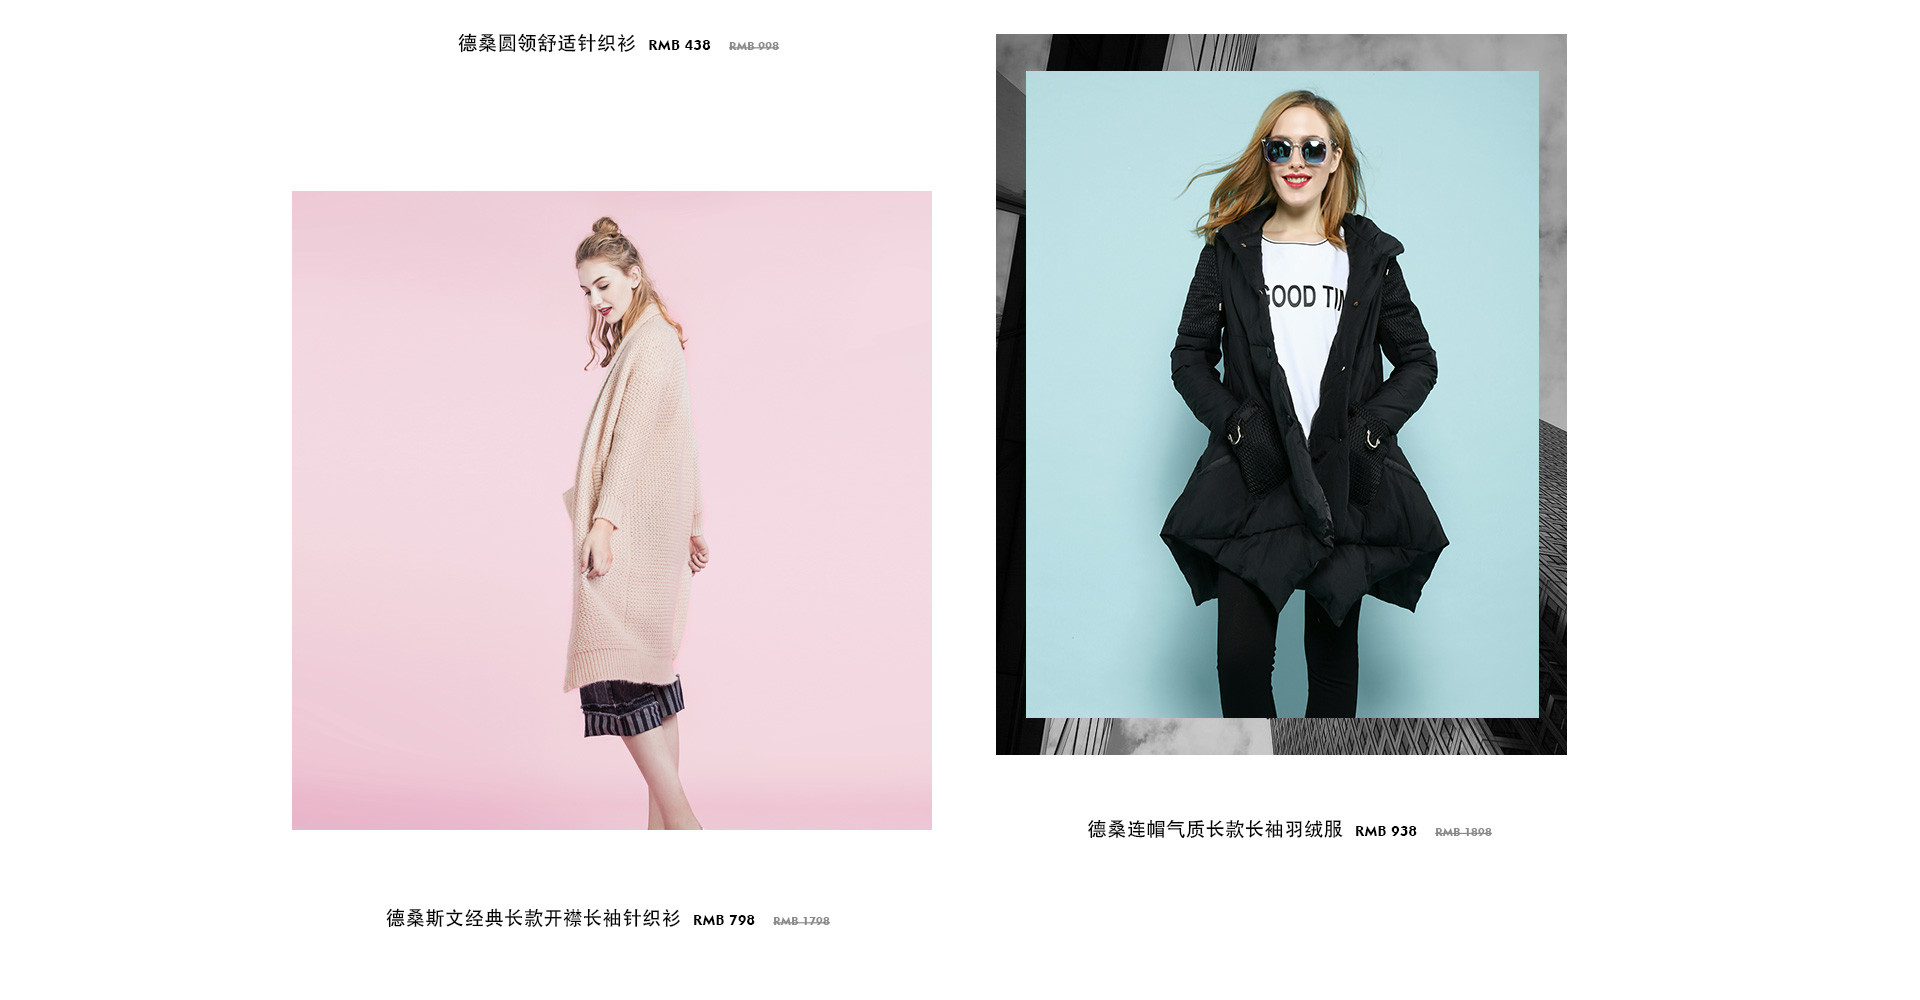 德桑圆领舒适针织衫 RMB 438 RMB 998
GOOD TIM
德桑连帽气质长款长袖羽绒服 RMB 938 RMB 1898
德桑斯文经典长款开襟长袖针织衫 RMB 798 RMB 1798